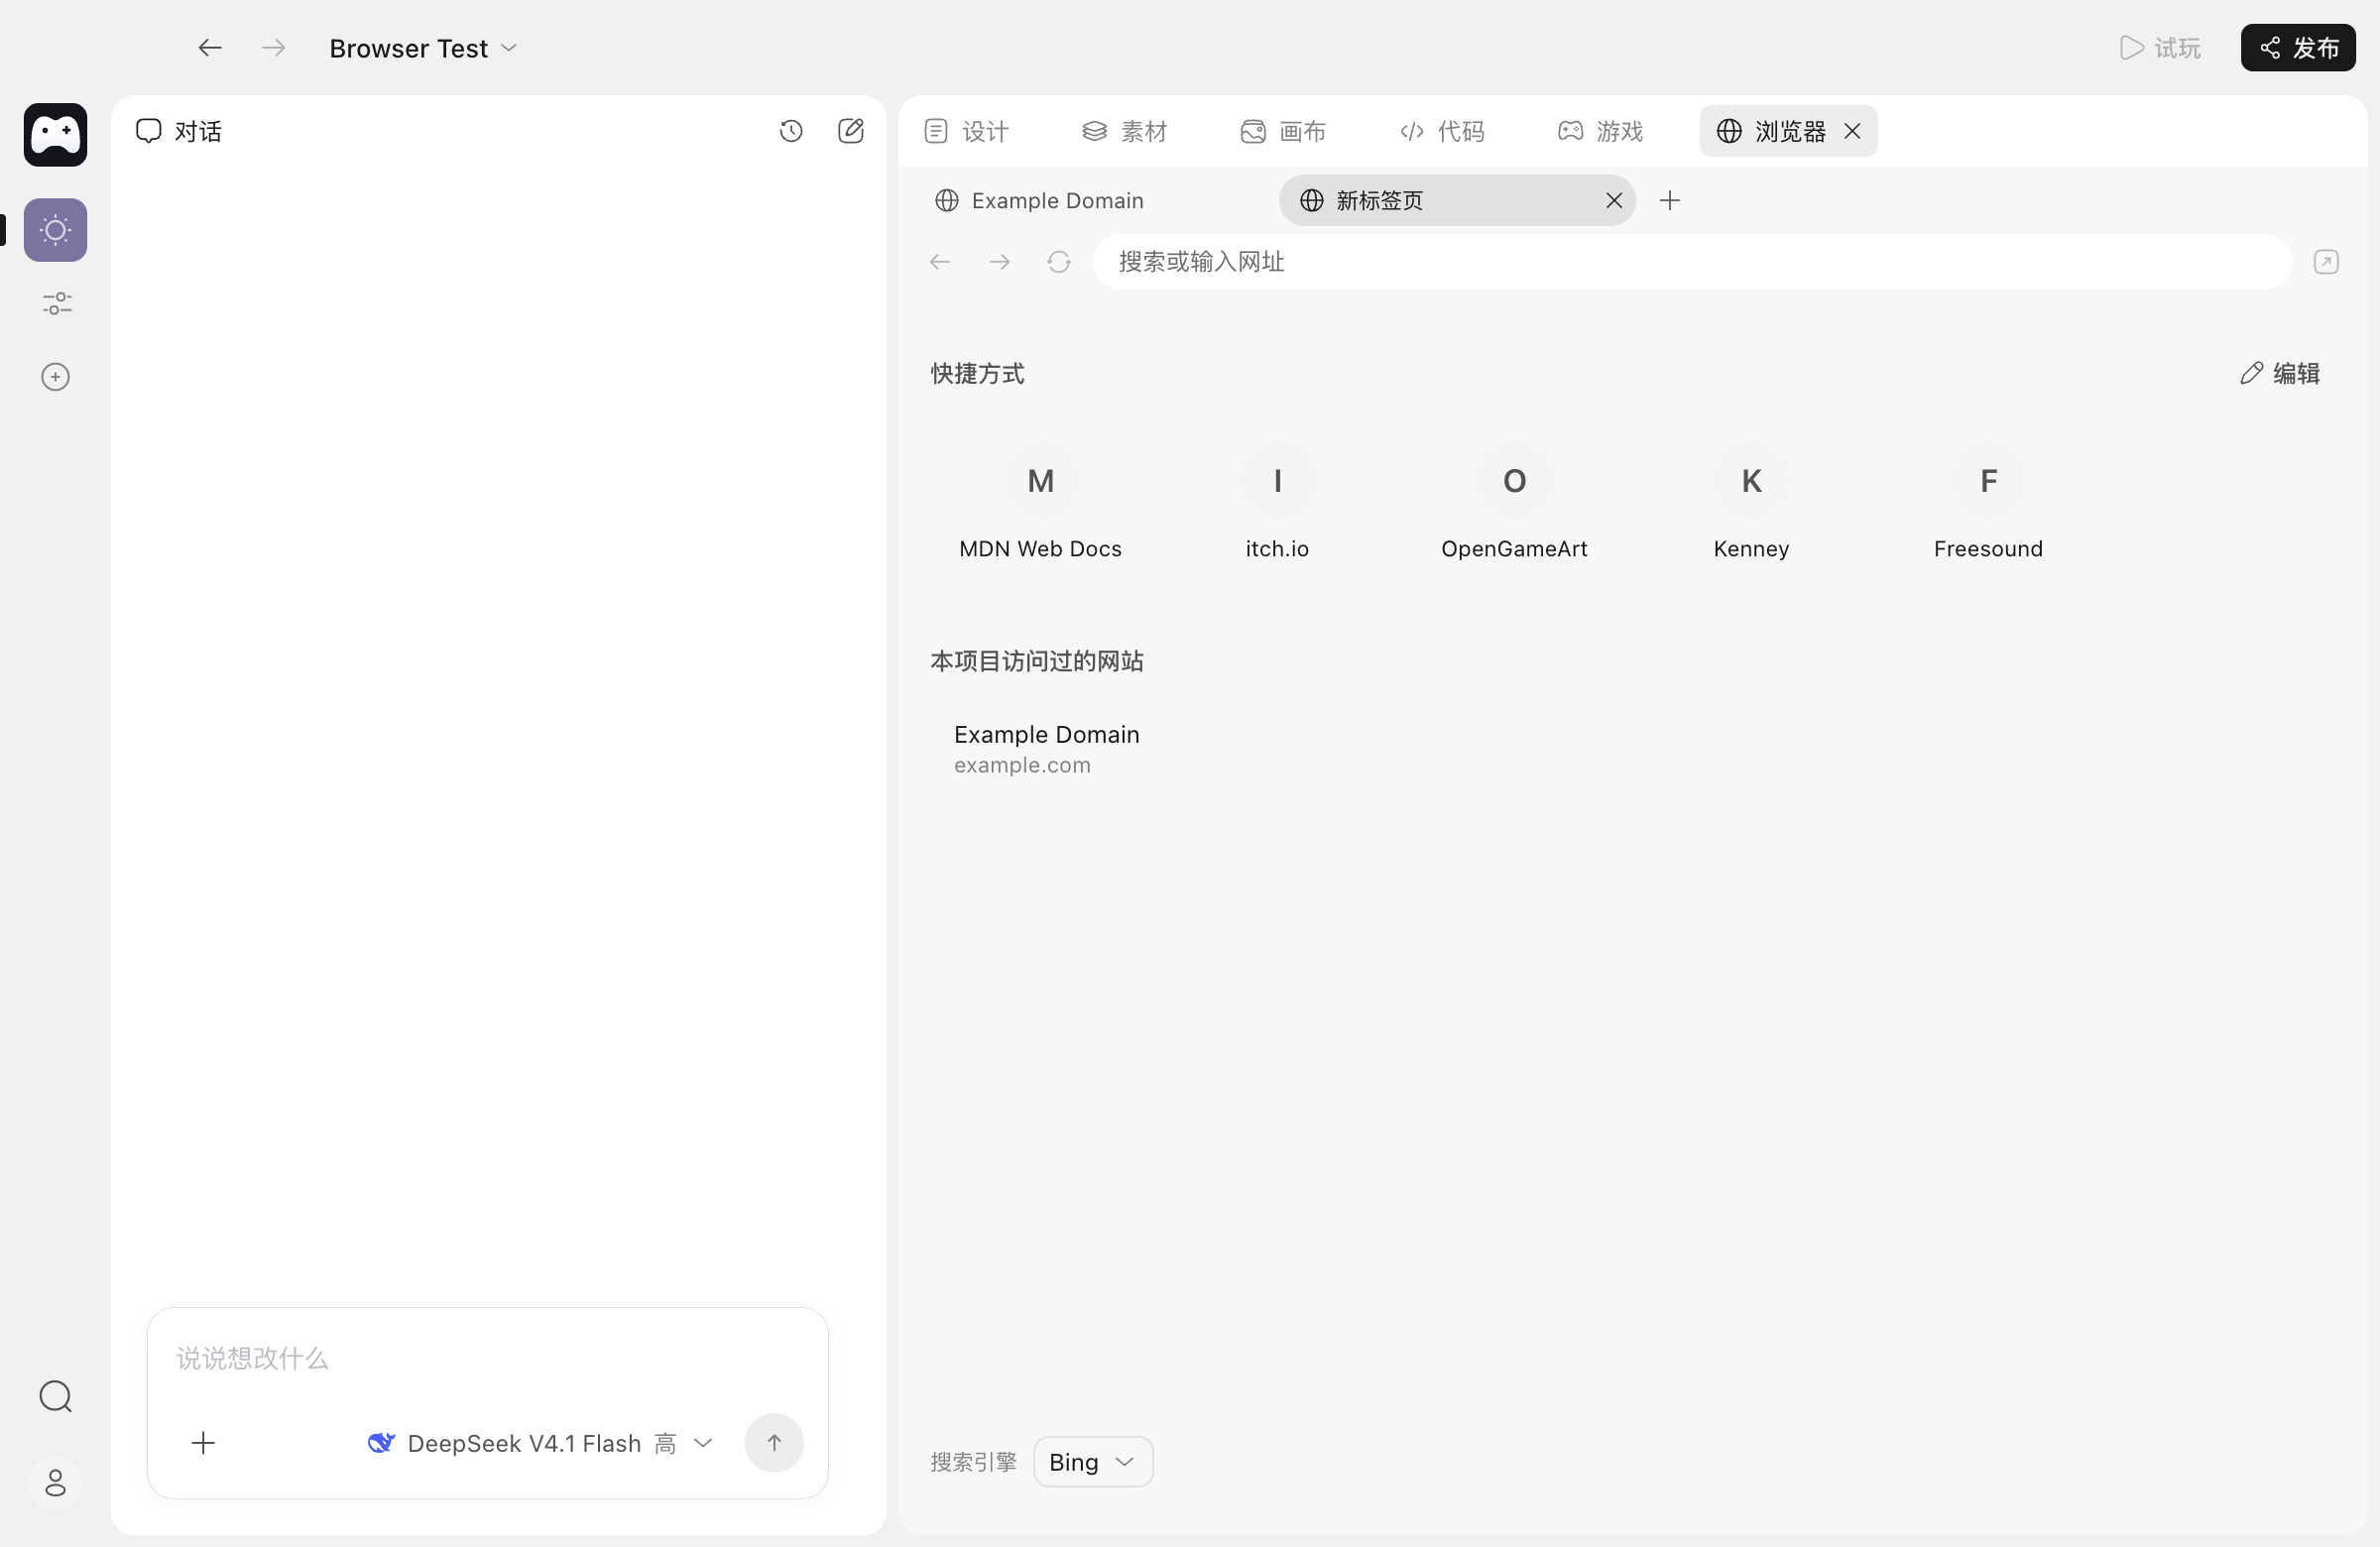 Browser Test
试玩
发布
对话
设计
素材
画布
代码
游戏
浏览器
Example Domain
新标签页
搜索或输入网址
快捷方式
编辑
M
I
O
K
F
MDN Web Docs
itch.io
OpenGameArt
Kenney
Freesound
本项目访问过的网站
Example Domain
example.com
说说想改什么
DeepSeek V4.1 Flash 高
搜索引擎
Bing